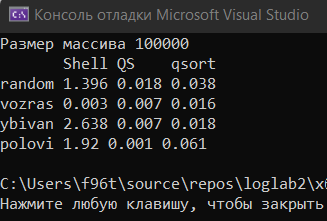 Консоль отладки Microsoft Visual Studio
Размер массива 100000
Shell QS qsort
random 1.396 0.018 0.038
vozras 0.003 0.007 0.016
ybivan 2.638 0.007 0.018
polovi 1.92 0.001 0.061
C:\Users\f96t\source\repos\loglab2\x6
Нажмите любую клавишу, чтобы закрыть